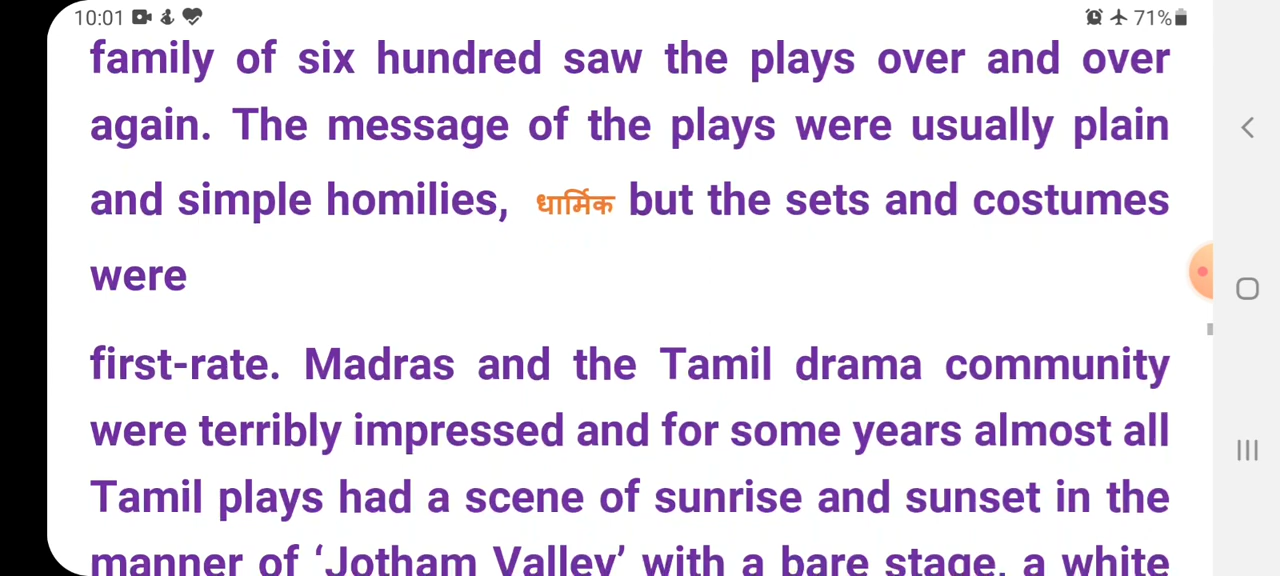 10:01 71%
family of six hundred saw the plays over and over
again. The message of the plays were usually plain
and simple homilies, धार्मिक but the sets and costumes
were
first-rate. Madras and the Tamil drama community
were terribly impressed and for some years almost all
Tamil plays had a scene of sunrise and sunset in the
manner of ‘Jotham Valley’ with a bare stage, a white